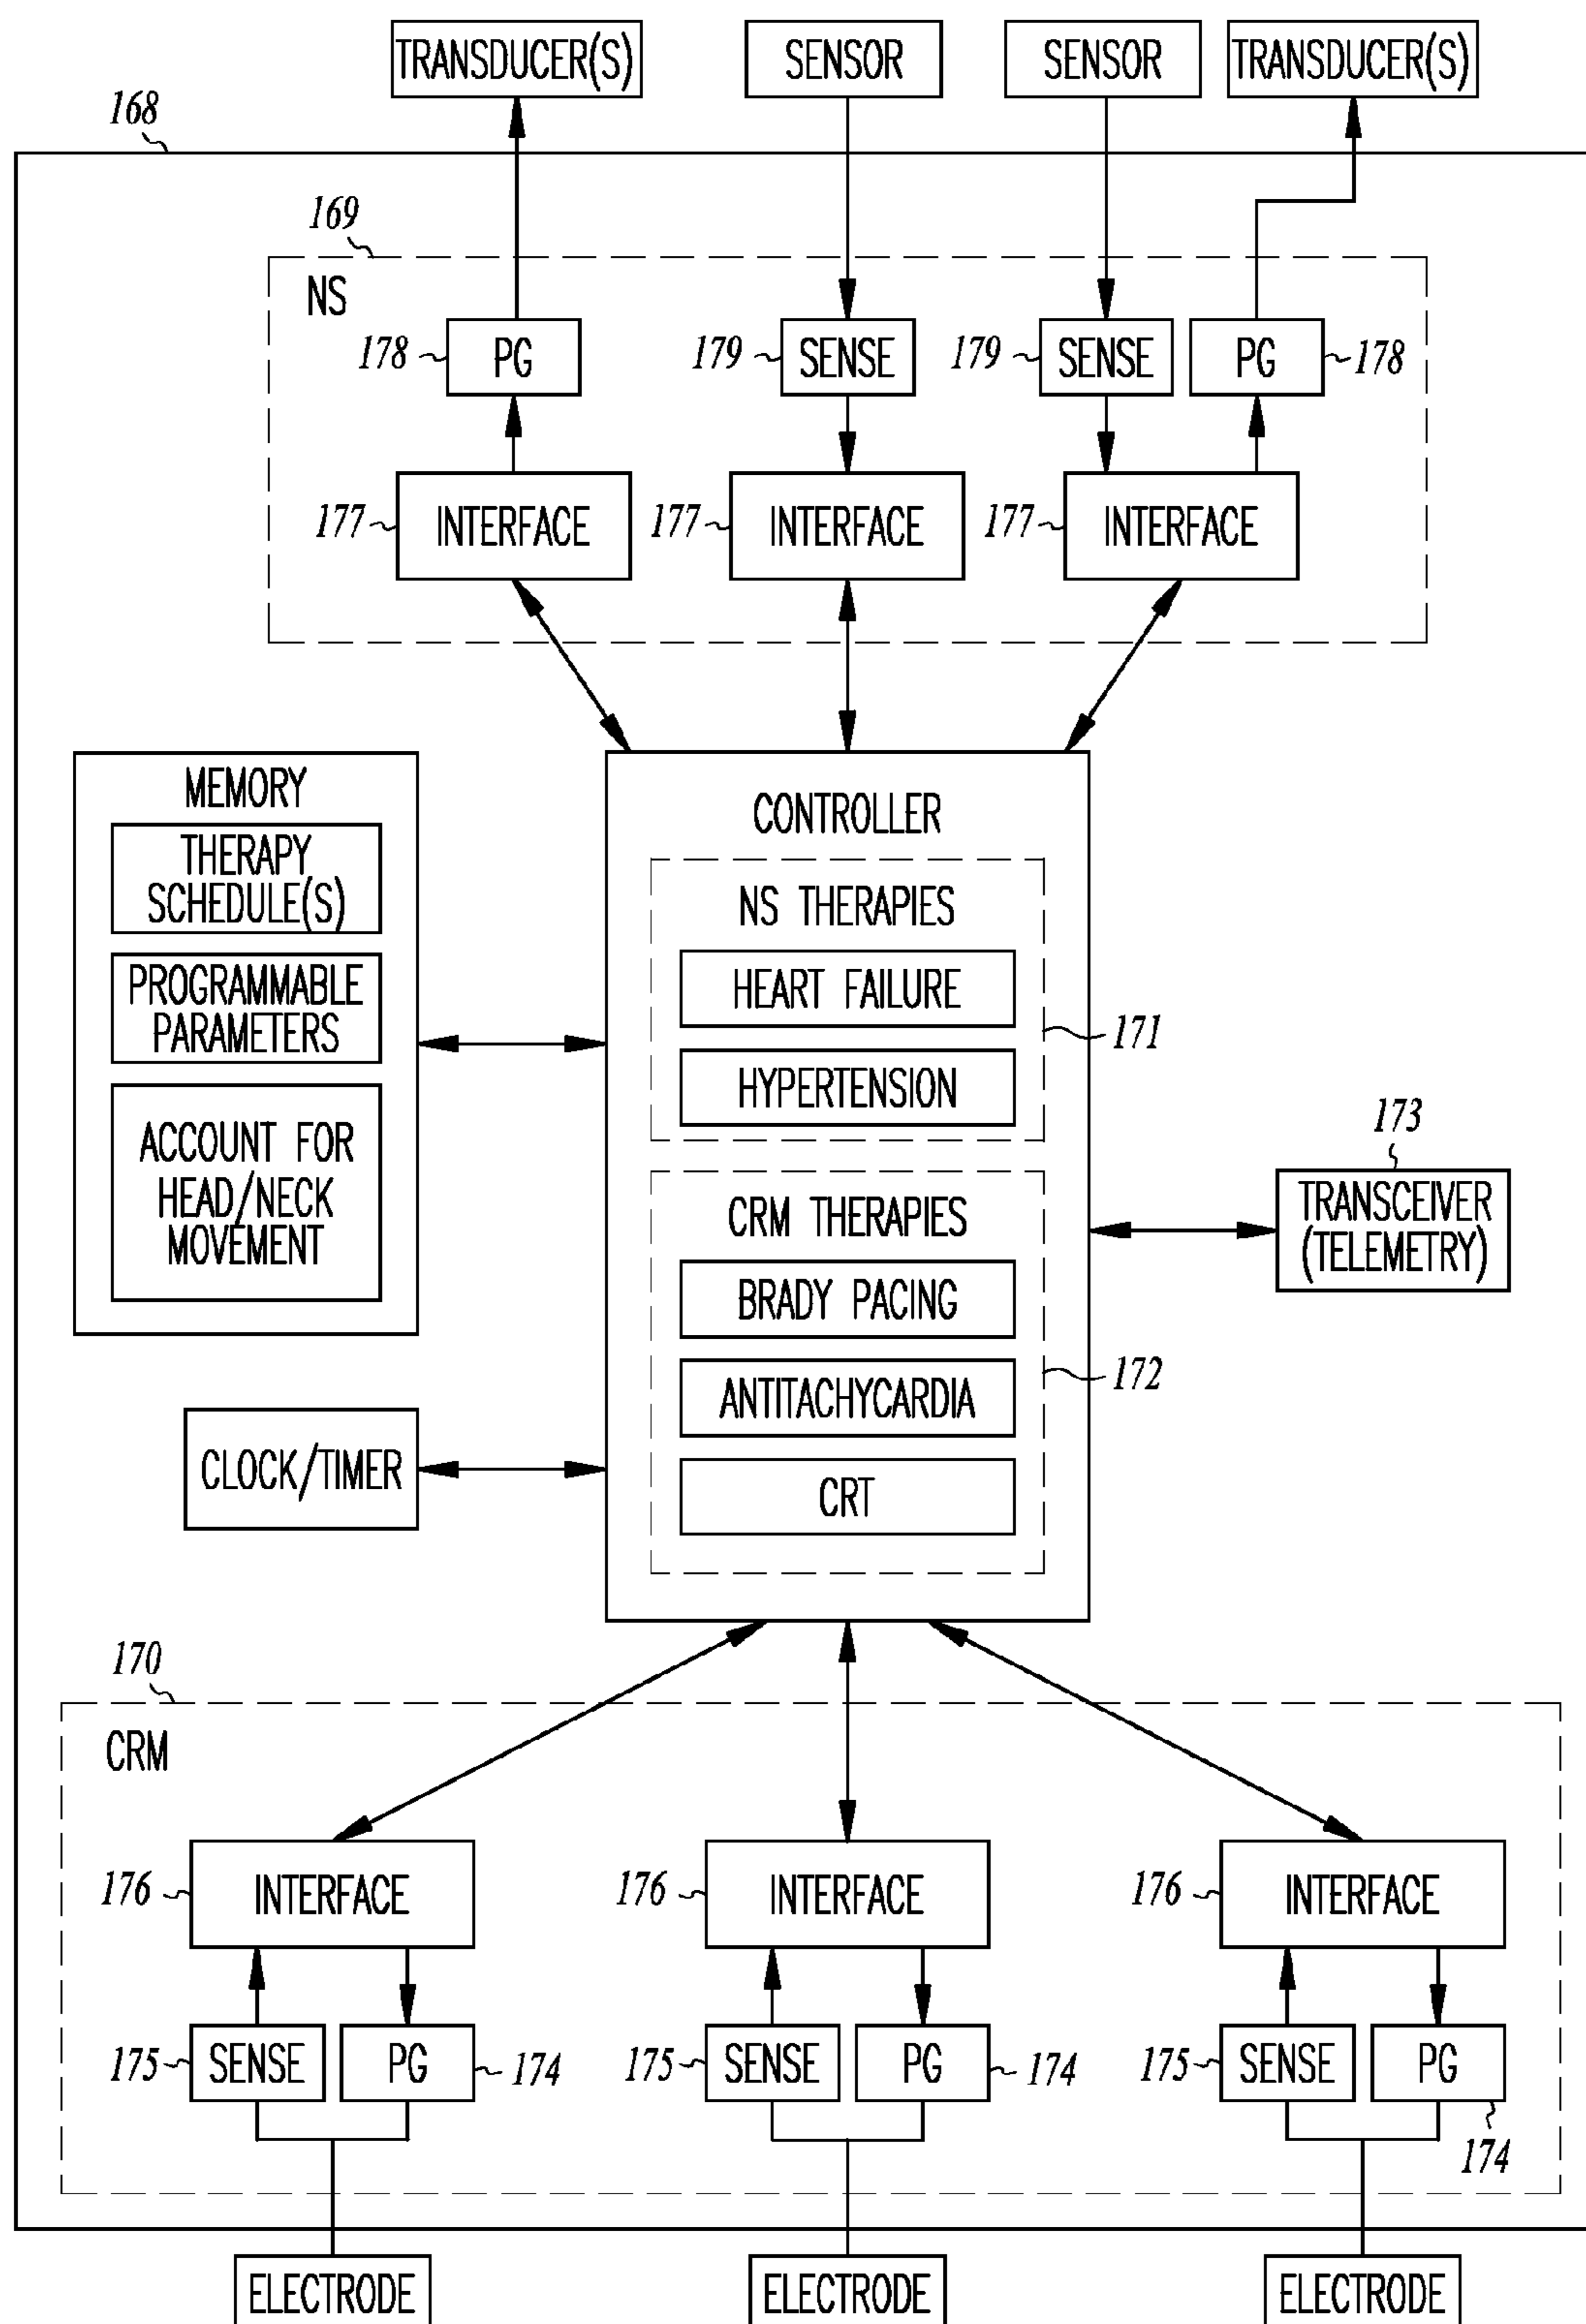 TRANSDUCER(S)
SENSOR
SENSOR
TRANSDUCER(S)
168
169
NS
178
PG
179
SENSE
179
SENSE
PG
178
177
INTERFACE
177
INTERFACE
177
INTERFACE
MEMORY
THERAPY
SCHEDULE(S)
PROGRAMMABLE
PARAMETERS
ACCOUNT FOR
HEAD/NECK
MOVEMENT
CONTROLLER
NS THERAPIES
HEART FAILURE
HYPERTENSION
171
CRM THERAPIES
BRADY PACING
ANTITACHYCARDIA
CRT
172
173
TRANSCEIVER
(TELEMETRY)
CLOCK/TIMER
170
CRM
176
INTERFACE
176
INTERFACE
176
INTERFACE
175
SENSE
PG
174
175
SENSE
PG
174
175
SENSE
PG
174
ELECTRODE
ELECTRODE
ELECTRODE